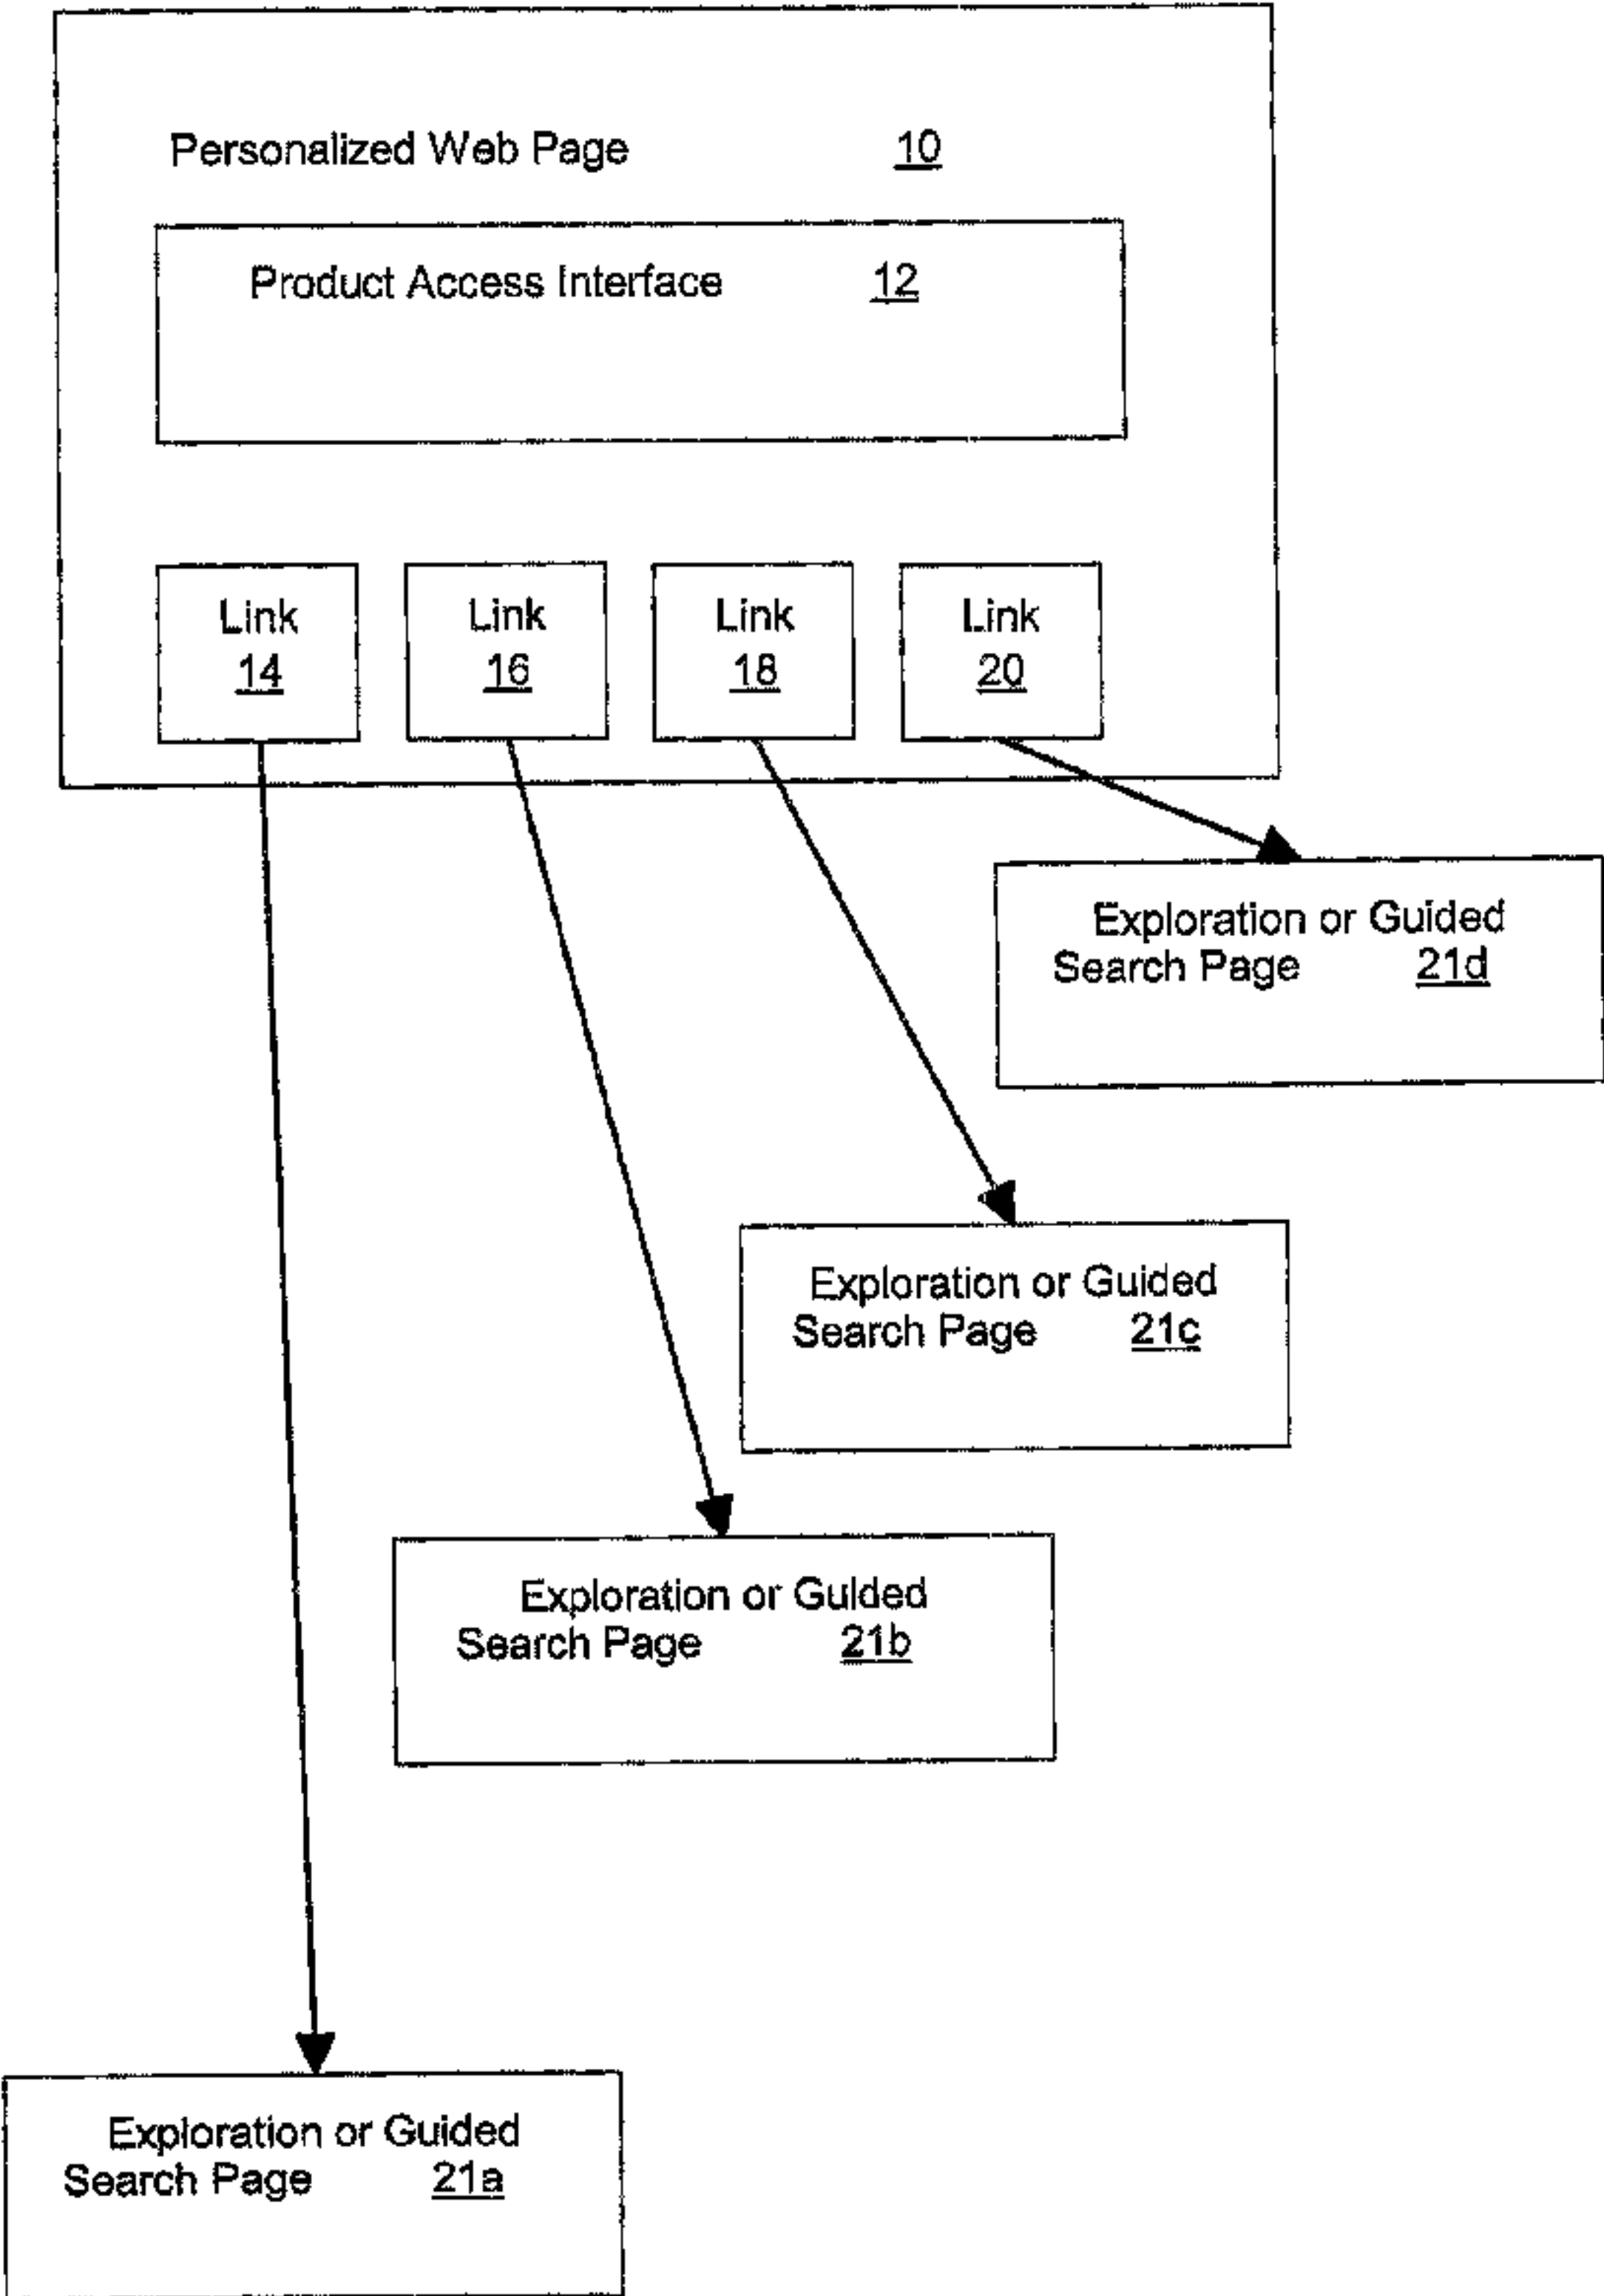 Personalized Web Page 10
Product Access Interface 12
Link
14
Link
16
Link
18
Link
20
Exploration or Guided
Search Page 21d
Exploration or Guided
Search Page 21c
Exploration or Guided
Search Page 21b
Exploration or Guided
Search Page 21a